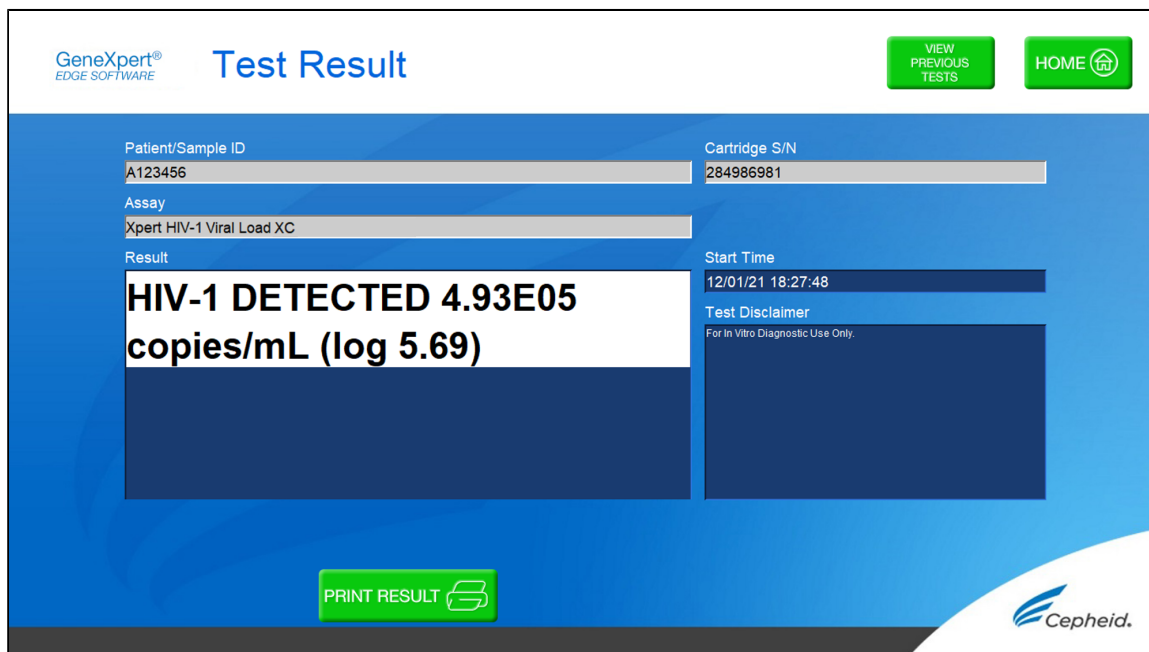 GeneXpert®
EDGE SOFTWARE
Test Result
VIEW
PREVIOUS
TESTS
HOME
Patient/Sample ID
A123456
Cartridge S/N
284986981
Assay
Xpert HIV-1 Viral Load XC
Result
HIV-1 DETECTED 4.93E05
copies/mL (log 5.69)
Start Time
12/01/21 18:27:48
Test Disclaimer
For In Vitro Diagnostic Use Only.
PRINT RESULT
Cepheid.